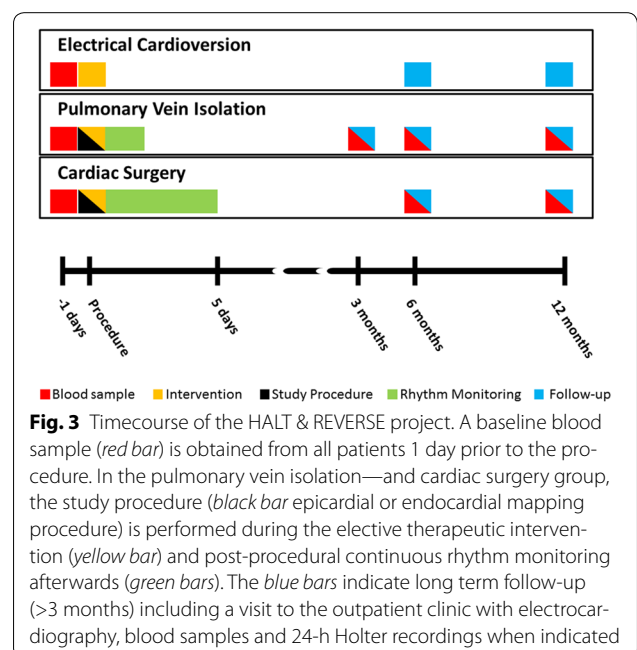 Electrical Cardioversion
Pulmonary Vein Isolation
Cardiac Surgery
-1 days
Procedure
5 days
3 months
6 months
12 months
Blood sample Intervention Study Procedure Rhythm Monitoring Follow-up
Fig. 3 Timecourse of the HALT & REVERSE project. A baseline blood
sample (red bar) is obtained from all patients 1 day prior to the pro-
cedure. In the pulmonary vein isolation—and cardiac surgery group,
the study procedure (black bar epicardial or endocardial mapping
procedure) is performed during the elective therapeutic interven-
tion (yellow bar) and post-procedural continuous rhythm monitoring
afterwards (green bars). The blue bars indicate long term follow-up
(>3 months) including a visit to the outpatient clinic with electrocar-
diography, blood samples and 24-h Holter recordings when indicated